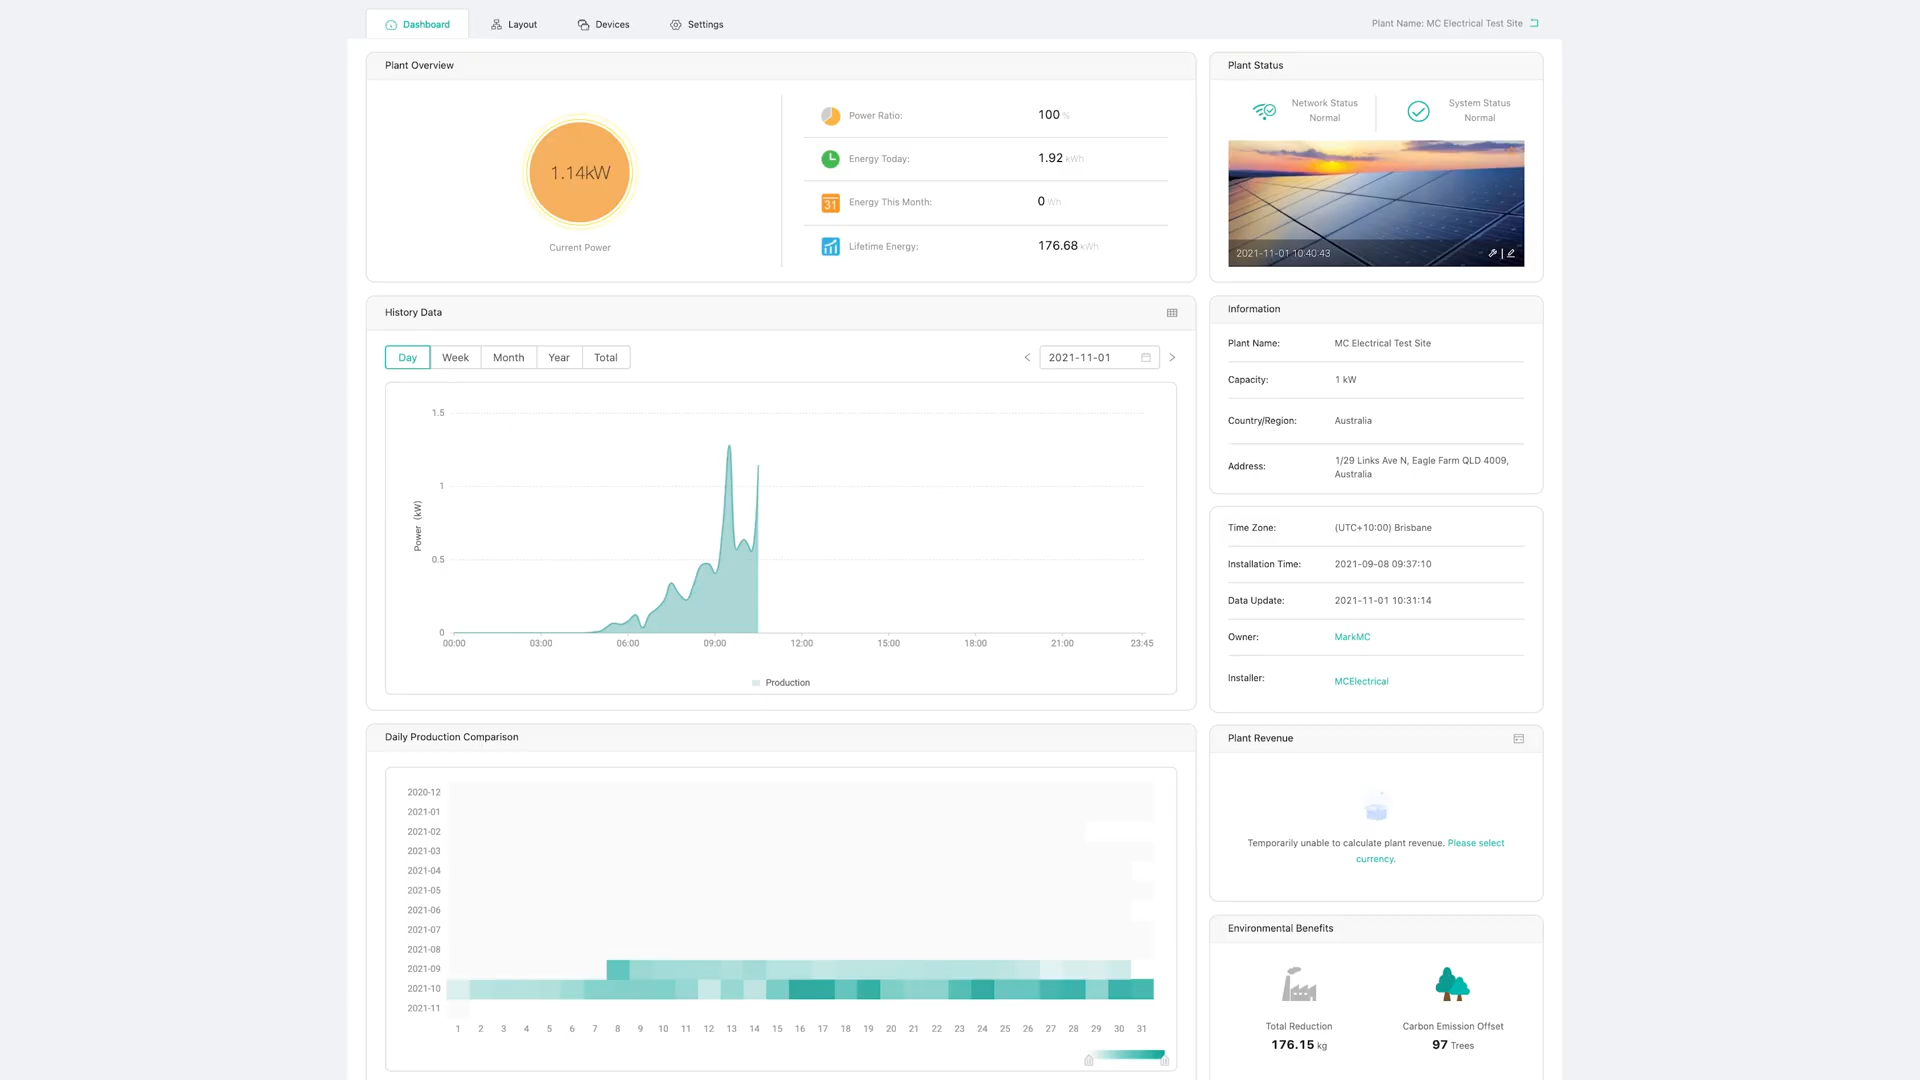 Dashboard
Layout
Devices
Settings
Plant Name: MC Electrical Test Site
Plant Overview
1.14kW
Current Power
Power Ratio: 100 %
Energy Today: 1.92 kWh
31
Energy This Month: 0 Wh
Lifetime Energy: 176.68 kWh
Plant Status
Network Status
Normal
System Status
Normal
2021-11-01 10:40:43
History Data
Day Week Month Year Total
2021-11-01
1.5
1
0.5
0
Power (kW)
00:00 03:00 06:00 09:00 12:00 15:00 18:00 21:00 23:45
Production
Information
Plant Name: MC Electrical Test Site
Capacity: 1 kW
Country/Region: Australia
Address: 1/29 Links Ave N, Eagle Farm QLD 4009,
Australia
Time Zone: (UTC+10:00) Brisbane
Installation Time: 2021-09-08 09:37:10
Data Update: 2021-11-01 10:31:14
Owner: MarkMC
Installer: MCElectrical
Daily Production Comparison
2020-12
2021-01
2021-02
2021-03
2021-04
2021-05
2021-06
2021-07
2021-08
2021-09
2021-10
2021-11
1 2 3 4 5 6 7 8 9 10 11 12 13 14 15 16 17 18 19 20 21 22 23 24 25 26 27 28 29 30 31
Plant Revenue
Temporarily unable to calculate plant revenue. Please select
currency.
Environmental Benefits
Total Reduction
176.15 kg
Carbon Emission Offset
97 Trees